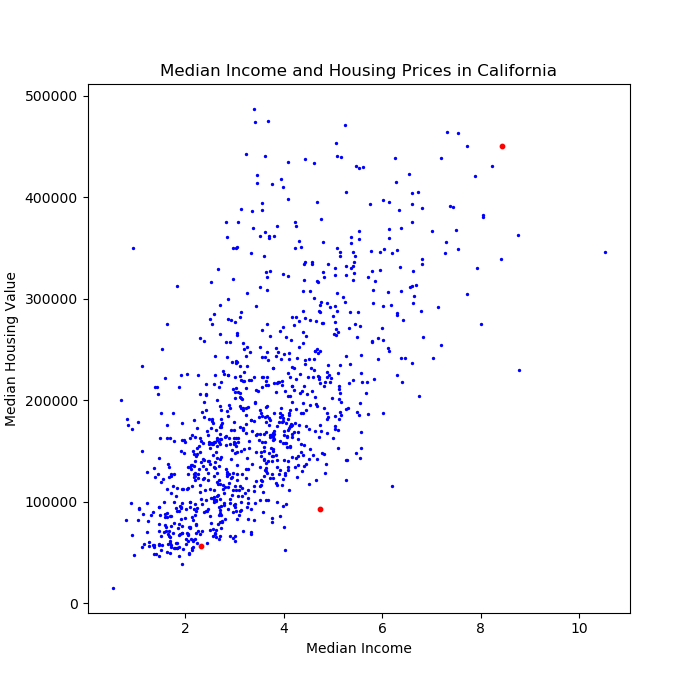 Median Income and Housing Prices in California
500000
400000
300000
200000
100000
0
Median Housing Value
2 4 6 8 10
Median Income